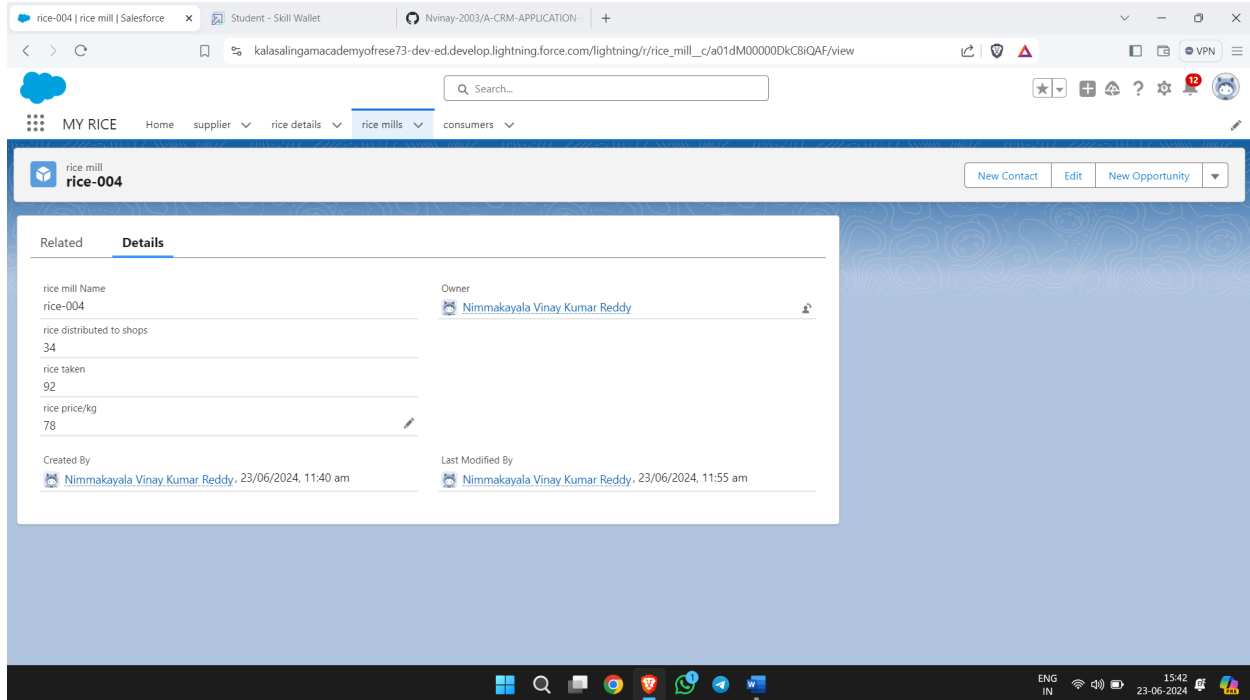 rice-004 | rice mill | Salesforce
Student - Skill Wallet
Nvinay-2003/A-CRM-APPLICATION-
kalasalingamacademyofrese73-dev-ed.develop.lightning.force.com/lightning/r/rice_mill__c/a01dM00000DkC8iQAF/view
VPN
Search...
12
MY RICE Home supplier rice details rice mills consumers
rice mill
rice-004
New Contact Edit New Opportunity
Related Details
rice mill Name
rice-004
Owner
Nimmakayala Vinay Kumar Reddy
rice distributed to shops
34
rice taken
92
rice price/kg
78
Created By
Nimmakayala Vinay Kumar Reddy, 23/06/2024, 11:40 am
Last Modified By
Nimmakayala Vinay Kumar Reddy, 23/06/2024, 11:55 am
1
W
ENG
IN
15:42
23-06-2024
PRE